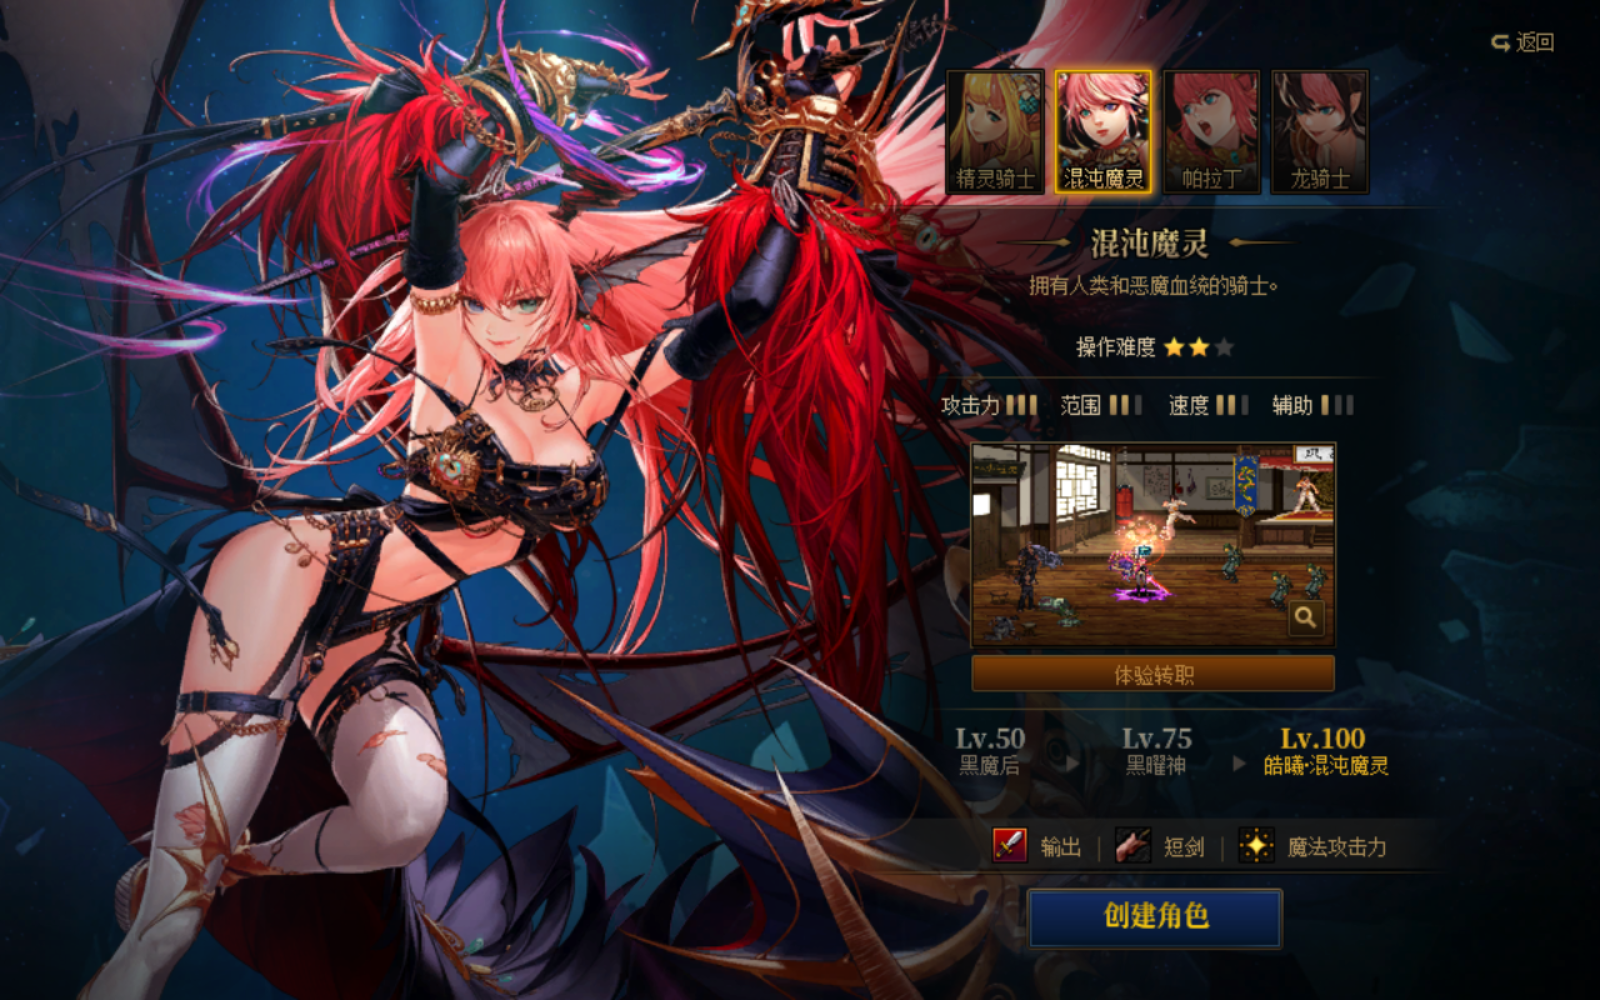 返回
精灵骑士
混沌魔灵
帕拉丁
龙骑士
混沌魔灵
拥有人类和恶魔血统的骑士。
操作难度
攻击力 范围 速度 辅助
体验转职
Lv.50 Lv.75 Lv.100
黑魔后 黑曜神 皓曦·混沌魔灵
输出 | 短剑 | 魔法攻击力
创建角色